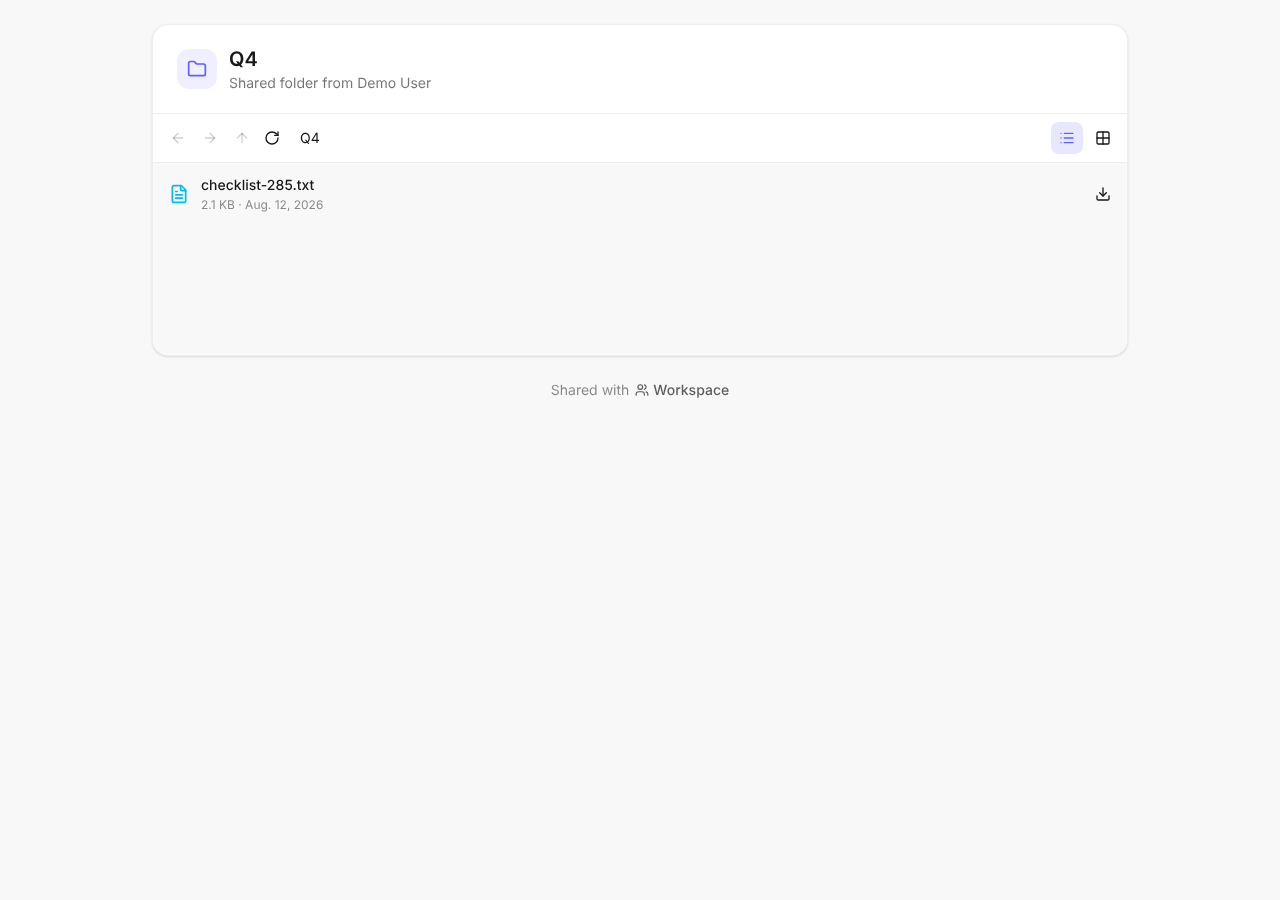 Q4
Shared folder from Demo User
Q4
checklist-285.txt
2.1 KB · Aug. 12, 2026
Shared with Workspace